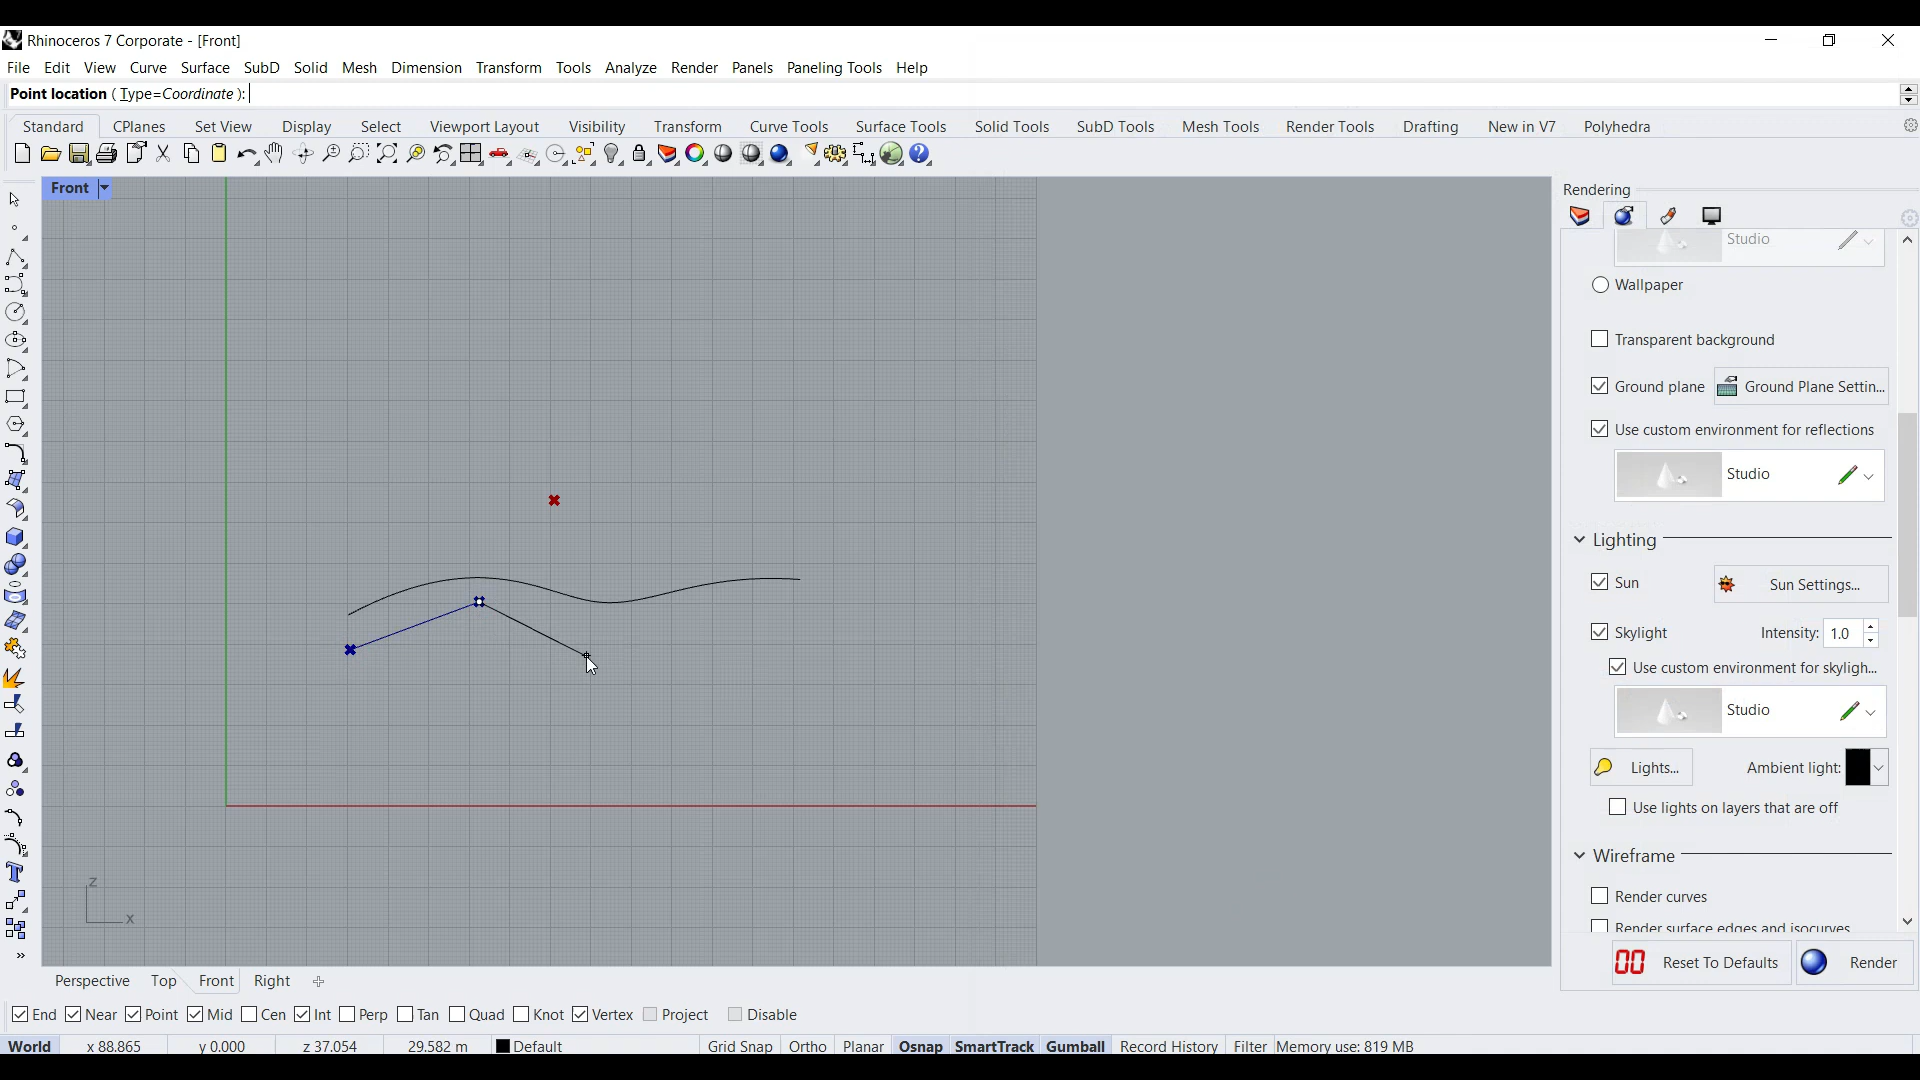 Rhinoceros 7 Corporate - [Front]
File Edit View Curve Surface SubD Solid Mesh Dimension Transform Tools Analyze Render Panels Paneling Tools Help
Point location ( Type=Coordinate ):
Standard CPlanes Set View Display Select Viewport Layout Visibility Transform Curve Tools Surface Tools Solid Tools SubD Tools Mesh Tools Render Tools Drafting New in V7 Polyhedra
Front
Rendering
Studio
Wallpaper
Transparent background
Ground plane Ground Plane Settin...
Use custom environment for reflections
Studio
Lighting
Sun Sun Settings...
Skylight Intensity: 1.0
Use custom environment for skyligh...
Studio
Lights... Ambient light:
Use lights on layers that are off
Wireframe
Render curves
Render surface edges and isocurves
00 Reset To Defaults Render
z
x
Perspective Top Front Right
End Near Point Mid Cen Int Perp Tan Quad Knot Vertex Project Disable
World x 88.865 y 0.000 z 37.054 29.582 m Default Grid Snap Ortho Planar Osnap SmartTrack Gumball Record History Filter Memory use: 819 MB